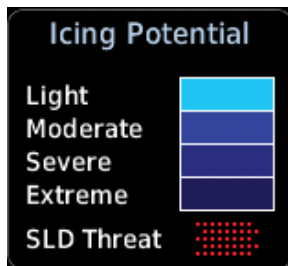 Icing Potential
Light
Moderate
Severe
Extreme
SLD Threat